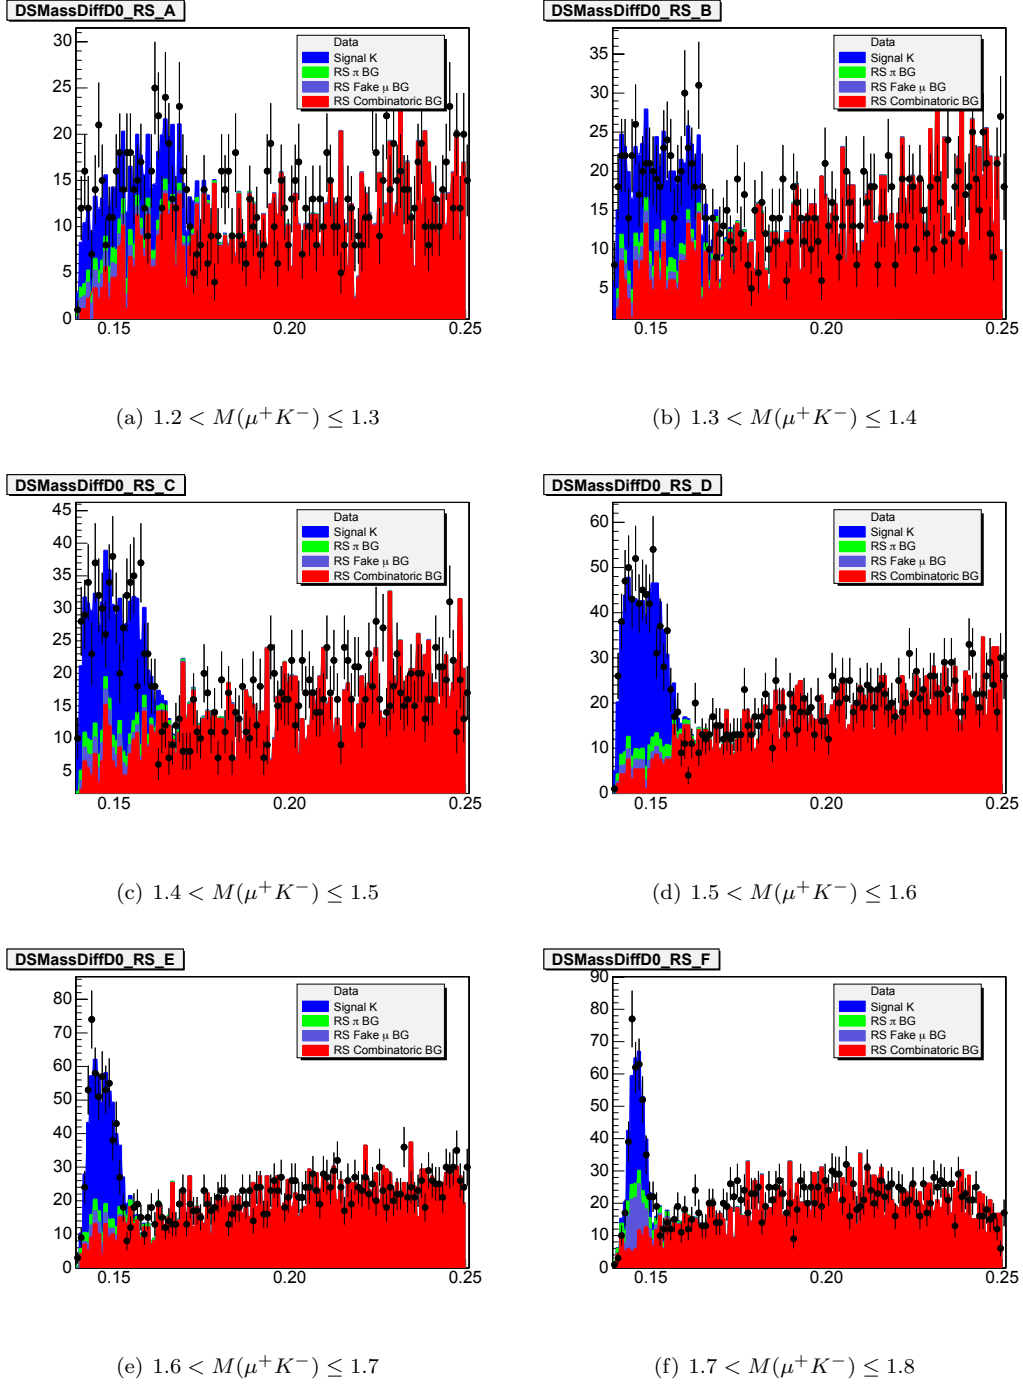 DSMassDiffD0_RS_A
30
25
20
15
10
5
0
0.15
0.20
0.25
Data
Signal K
RS π BG
RS Fake μ BG
RS Combinatoric BG
(a) 1.2 < M(μ⁺K⁻) ≤ 1.3
DSMassDiffD0_RS_B
35
30
25
20
15
10
5
0.15
0.20
0.25
Data
Signal K
RS π BG
RS Fake μ BG
RS Combinatoric BG
(b) 1.3 < M(μ⁺K⁻) ≤ 1.4
DSMassDiffD0_RS_C
45
40
35
30
25
20
15
10
5
0.15
0.20
0.25
Data
Signal K
RS π BG
RS Fake μ BG
RS Combinatoric BG
(c) 1.4 < M(μ⁺K⁻) ≤ 1.5
DSMassDiffD0_RS_D
60
50
40
30
20
10
0
0.15
0.20
0.25
Data
Signal K
RS π BG
RS Fake μ BG
RS Combinatoric BG
(d) 1.5 < M(μ⁺K⁻) ≤ 1.6
DSMassDiffD0_RS_E
80
70
60
50
40
30
20
10
0
0.15
0.20
0.25
Data
Signal K
RS π BG
RS Fake μ BG
RS Combinatoric BG
(e) 1.6 < M(μ⁺K⁻) ≤ 1.7
DSMassDiffD0_RS_F
90
80
70
60
50
40
30
20
10
0
0.15
0.20
0.25
Data
Signal K
RS π BG
RS Fake μ BG
RS Combinatoric BG
(f) 1.7 < M(μ⁺K⁻) ≤ 1.8